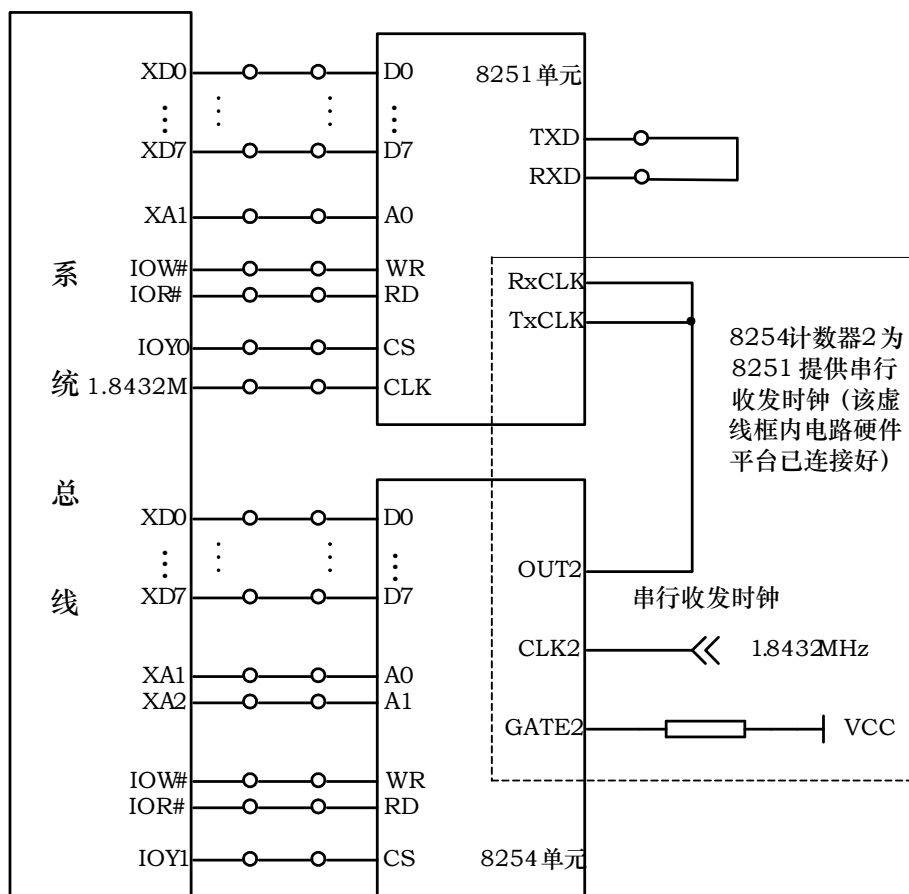 XD0 D0 8251单元
XD7 D7
TXD
RXD
XA1 A0
IOW# WR
IOR# RD
IOY0 CS
1.8432M CLK
RxCLK
TxCLK
8254计数器2为
8251提供串行
收发时钟（该虚
线框内电路硬件
平台已连接好）
系
统
总
线
XD0 D0
XD7 D7
OUT2
串行收发时钟
CLK2 1.8432MHz
XA1 A0
XA2 A1
GATE2 VCC
IOW# WR
IOR# RD
IOY1 CS 8254单元